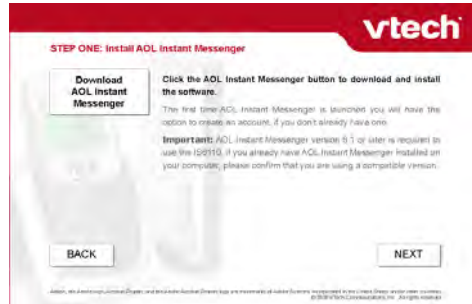 vtech
STEP ONE: Install AOL Instant Messenger
Download
AOL Instant
Messenger
Click the AOL Instant Messenger button to download and install
the software.
The first time AOL Instant Messenger is launched you will have the
option to create an account, if you don't already have one.
Important: AOL Instant Messenger version 6.1 or later is required to
use the IS6110. If you already have AOL Instant Messenger installed on
your computer, please confirm that you are using a compatible version.
BACK
NEXT